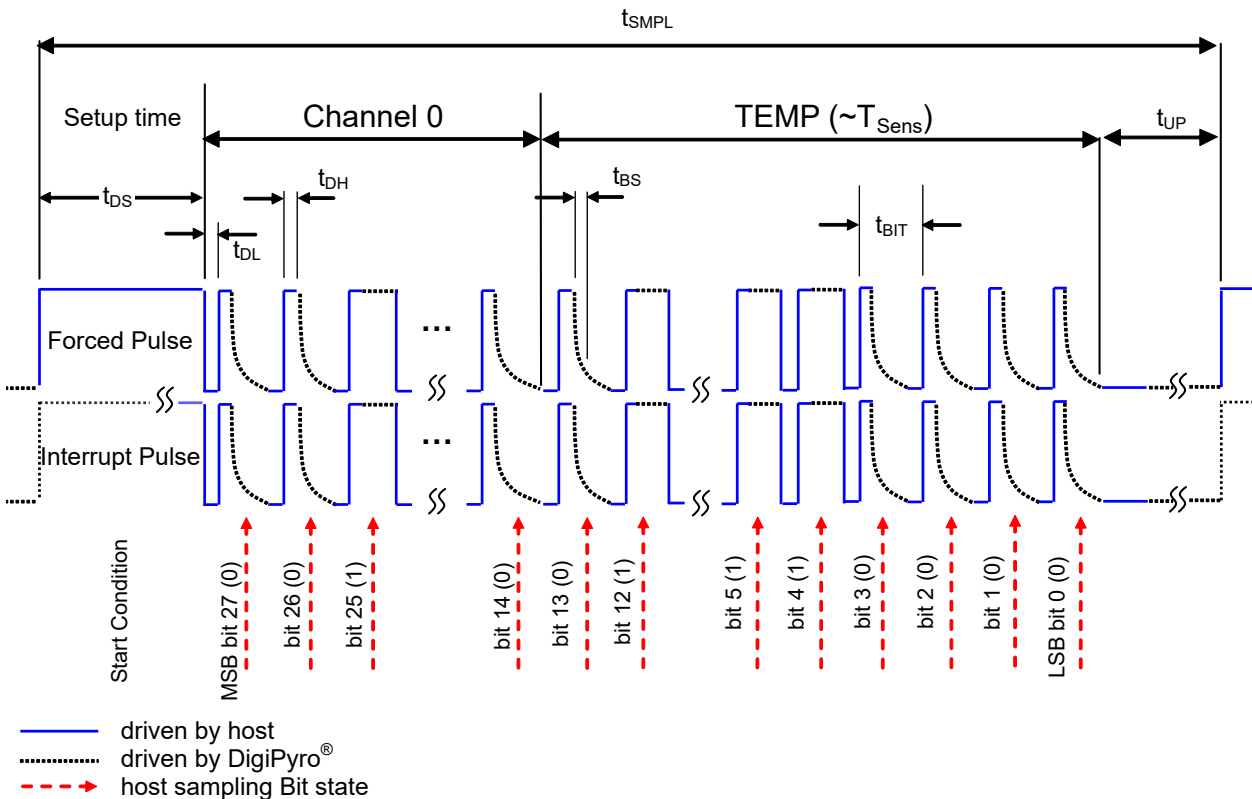 tSMPL
Setup time
Channel 0
TEMP (~TSens)
tUP
tDS
tDH
tBS
tDL
tBIT
Forced Pulse
...
Interrupt Pulse
...
Start Condition
MSB bit 27 (0)
bit 26 (0)
bit 25 (1)
bit 14 (0)
bit 13 (0)
bit 12 (1)
bit 5 (1)
bit 4 (1)
bit 3 (0)
bit 2 (0)
bit 1 (0)
LSB bit 0 (0)
driven by host
driven by DigiPyro®
host sampling Bit state